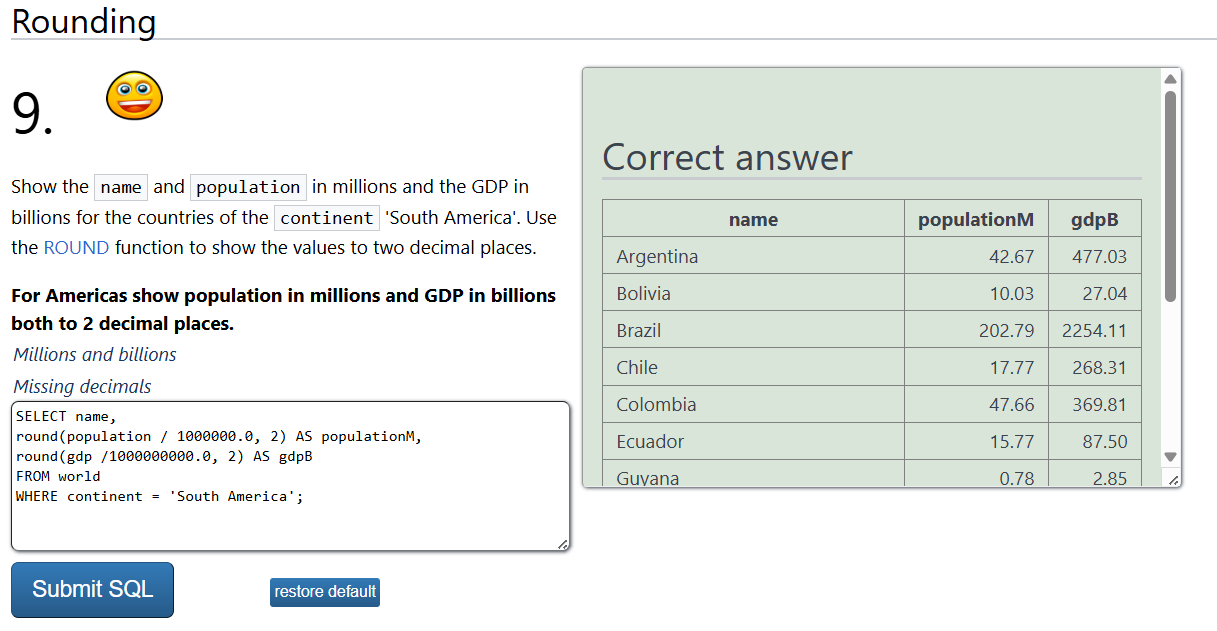 Rounding
9.
Show the name and population in millions and the GDP in
billions for the countries of the continent 'South America'. Use
the ROUND function to show the values to two decimal places.
For Americas show population in millions and GDP in billions
both to 2 decimal places.
Millions and billions
Missing decimals
SELECT name,
round(population / 1000000.0, 2) AS populationM,
round(gdp /1000000000.0, 2) AS gdpB
FROM world
WHERE continent = 'South America';
Submit SQL
restore default
Correct answer
name populationM gdpB
Argentina 42.67 477.03
Bolivia 10.03 27.04
Brazil 202.79 2254.11
Chile 17.77 268.31
Colombia 47.66 369.81
Ecuador 15.77 87.50
Guyana 0.78 2.85